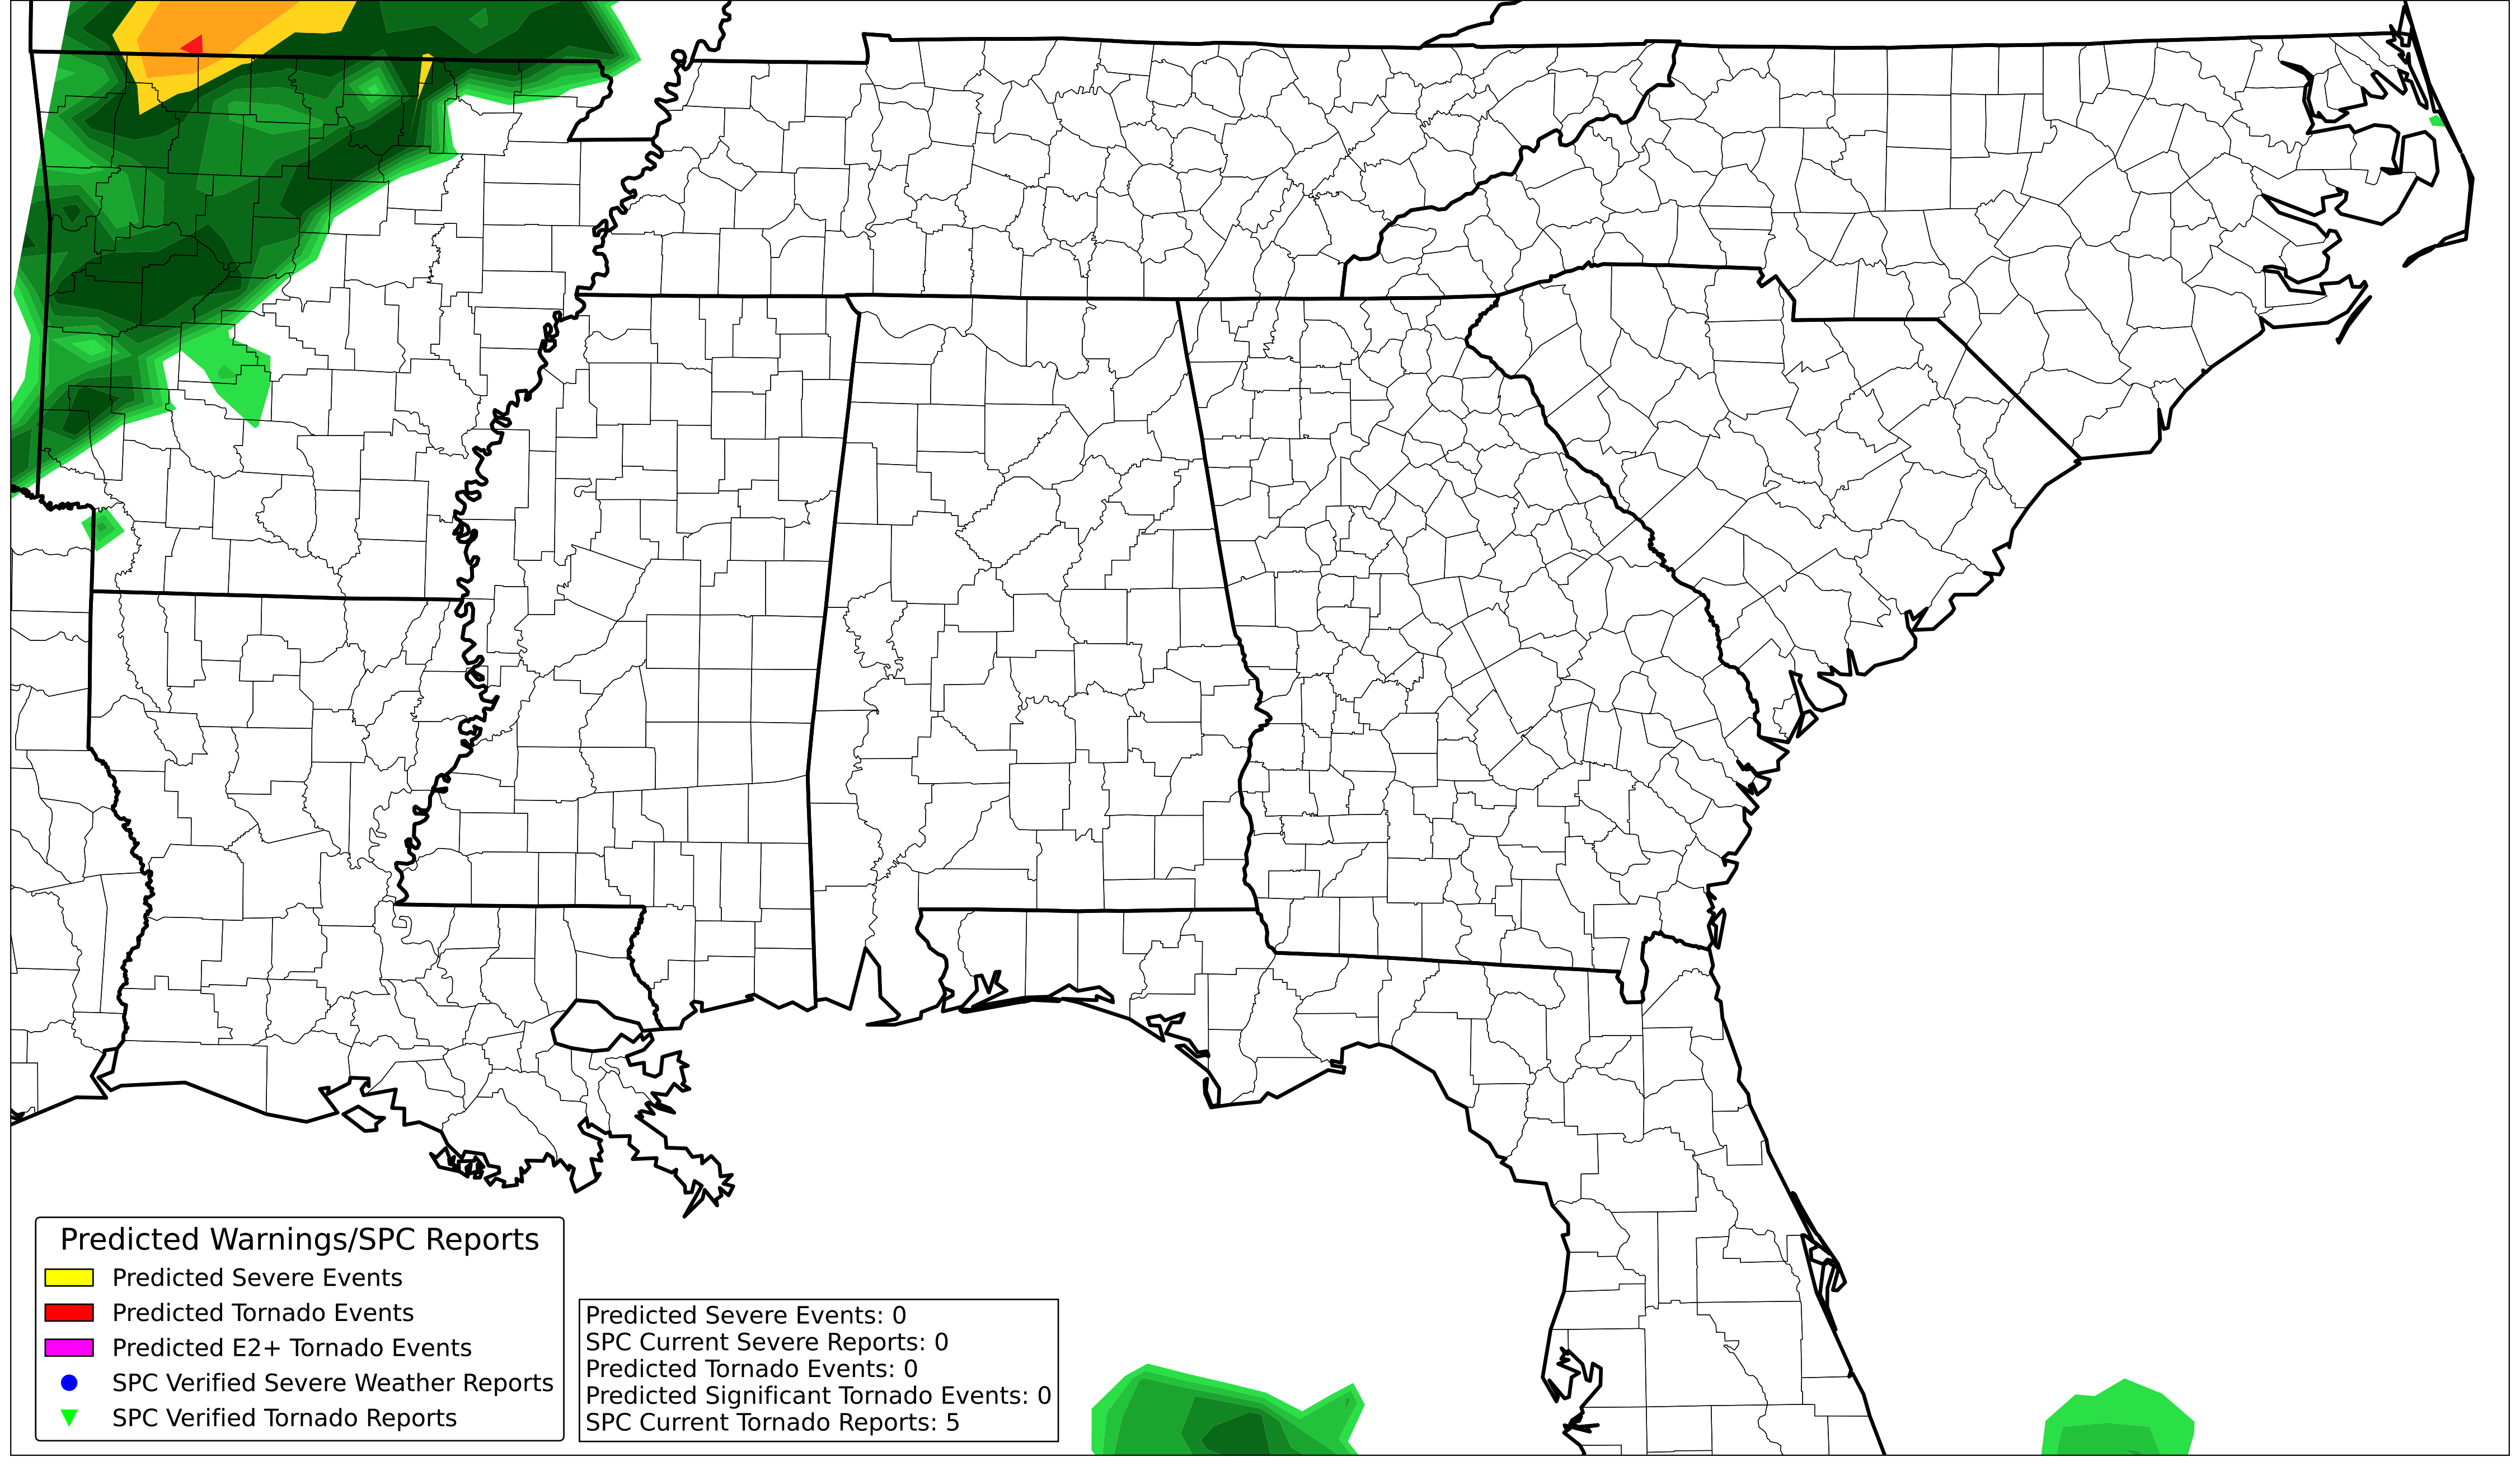 Predicted Warnings/SPC Reports
Predicted Severe Events
Predicted Tornado Events
Predicted E2+ Tornado Events
SPC Verified Severe Weather Reports
SPC Verified Tornado Reports
Predicted Severe Events: 0
SPC Current Severe Reports: 0
Predicted Tornado Events: 0
Predicted Significant Tornado Events: 0
SPC Current Tornado Reports: 5